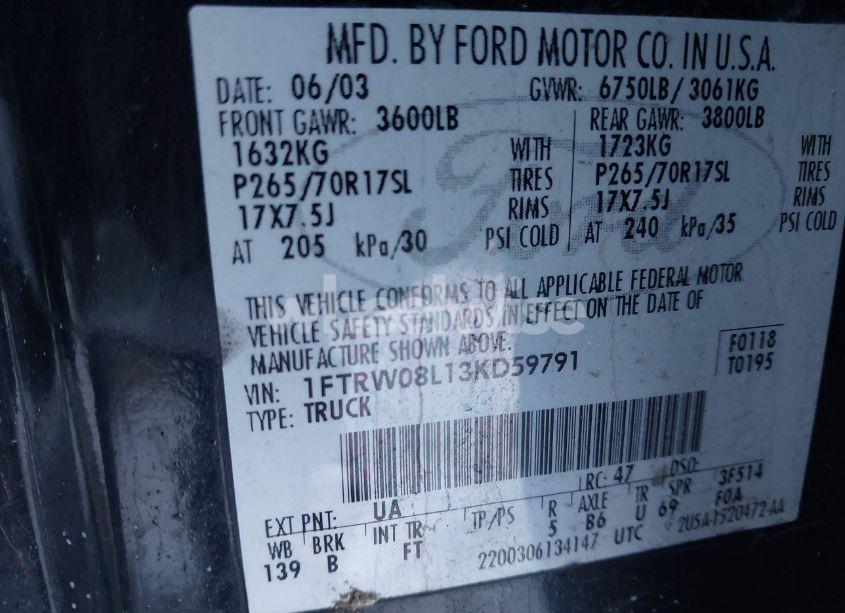 MFD. BY FORD MOTOR CO. IN U.S.A.
DATE: 06/03 GVWR: 6750LB/3061KG
FRONT GAWR: 3600LB REAR GAWR: 3800LB
1632KG WITH 1723KG WITH
P265/70R17SL TIRES P265/70R17SL TIRES
17X7.5J RIMS 17X7.5J RIMS
AT 205 kPa/30 PSI COLD AT 240 kPa/35 PSI COLD
THIS VEHICLE CONFORMS TO ALL APPLICABLE FEDERAL MOTOR
VEHICLE SAFETY STANDARDS IN EFFECT ON THE DATE OF
MANUFACTURE SHOWN ABOVE.
VIN: 1FTRW08L13KD59791 F0118
TYPE: TRUCK T0195
RC: 47 DSO: 3F514
EXT PNT: UA F0A
WB BRK INT TR TP/PS R AXLE TR SPR
139 B FT 5 B6 U 69
2200306134147 UTC 2U5A-1520472-AA
Ford